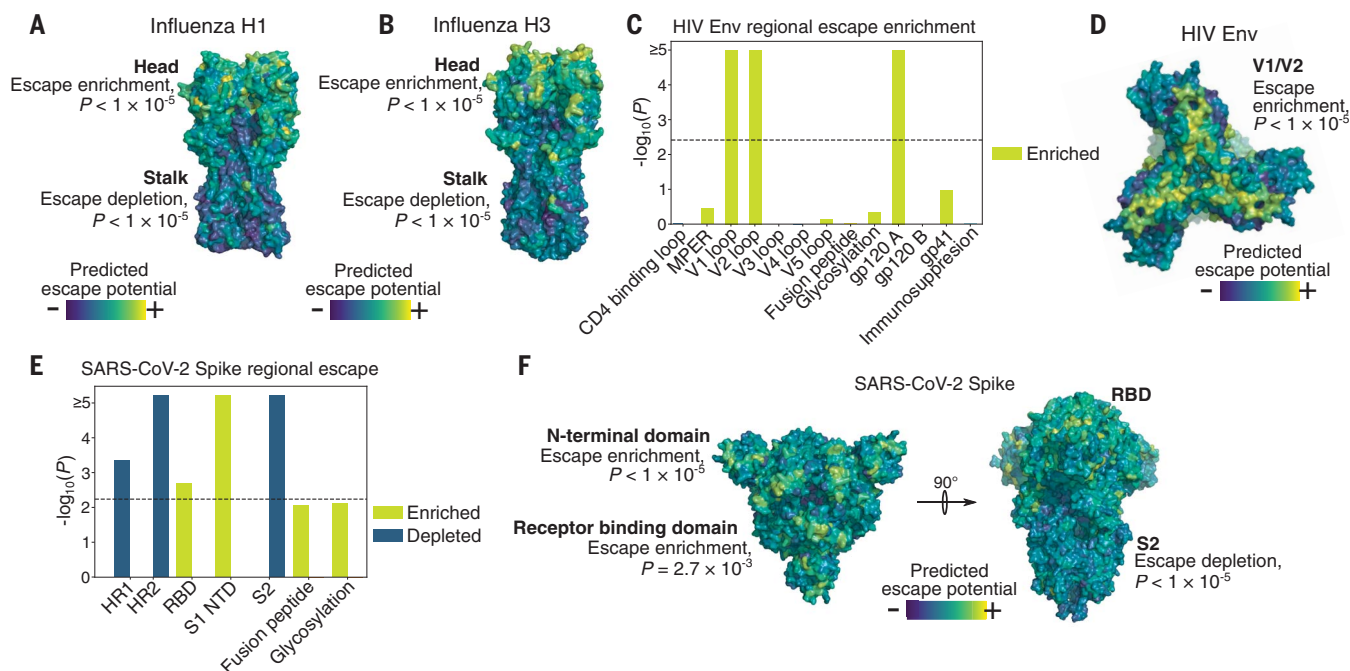 A
Influenza H1
Head
Escape enrichment,
P < 1 × 10⁻⁵
Stalk
Escape depletion,
P < 1 × 10⁻⁵
Predicted
escape potential
- +
B
Influenza H3
Head
Escape enrichment,
P < 1 × 10⁻⁵
Stalk
Escape depletion,
P < 1 × 10⁻⁵
Predicted
escape potential
- +
C
HIV Env regional escape enrichment
-log₁₀(P)
≥5
4
3
2
1
0
CD4 binding loop
MPER
V1 loop
V2 loop
V3 loop
V4 loop
V5 loop
Fusion peptide
Glycosylation
gp120 A
gp120 B
gp41
Immunosuppresion
Enriched
D
HIV Env
V1/V2
Escape
enrichment,
P < 1 × 10⁻⁵
Predicted
escape potential
- +
E
SARS-CoV-2 Spike regional escape
-log₁₀(P)
≥5
4
3
2
1
0
HR1
HR2
RBD
S1 NTD
S2
Fusion peptide
Glycosylation
Enriched
Depleted
F
SARS-CoV-2 Spike
N-terminal domain
Escape enrichment,
P < 1 × 10⁻⁵
Receptor binding domain
Escape enrichment,
P = 2.7 × 10⁻³
90°
RBD
S2
Escape depletion,
P < 1 × 10⁻⁵
Predicted
escape potential
- +